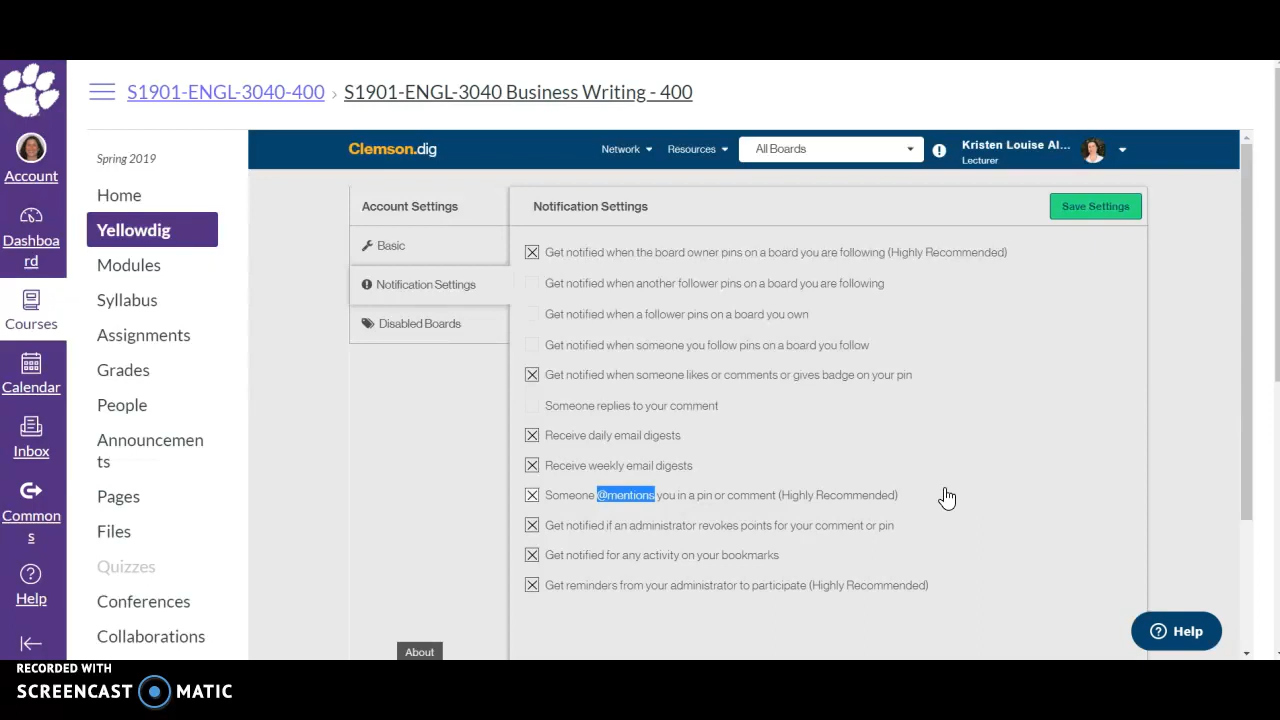 S1901-ENGL-3040-400 › S1901-ENGL-3040 Business Writing - 400
Account
Dashboa
rd
Courses
Calendar
Inbox
Common
s
Help
Spring 2019
Home
Yellowdig
Modules
Syllabus
Assignments
Grades
People
Announcemen
ts
Pages
Files
Quizzes
Conferences
Collaborations
Clemson.dig
Network
Resources
All Boards
Kristen Louise Al...
Lecturer
Account Settings
Basic
Notification Settings
Disabled Boards
Notification Settings
Save Settings
Get notified when the board owner pins on a board you are following (Highly Recommended)
Get notified when another follower pins on a board you are following
Get notified when a follower pins on a board you own
Get notified when someone you follow pins on a board you follow
Get notified when someone likes or comments or gives badge on your pin
Someone replies to your comment
Receive daily email digests
Receive weekly email digests
Someone @mentions you in a pin or comment (Highly Recommended)
Get notified if an administrator revokes points for your comment or pin
Get notified for any activity on your bookmarks
Get reminders from your administrator to participate (Highly Recommended)
About
Help
RECORDED WITH
SCREENCAST MATIC